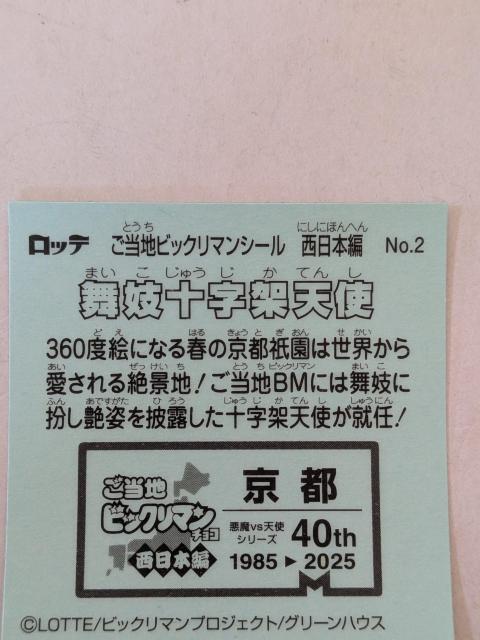 ロッテ ご当地ビックリマンシール 西日本編 No.2
舞妓十字架天使
360度絵になる春の京都祇園は世界から
愛される絶景地!ご当地BMには舞妓に
扮し艶姿を披露した十字架天使が就任!
ご当地
ビックリマン
チョコ
西日本編
京都
悪魔vs天使
シリーズ 40th
1985▶2025
©LOTTE/ビックリマンプロジェクト/グリーンハウス